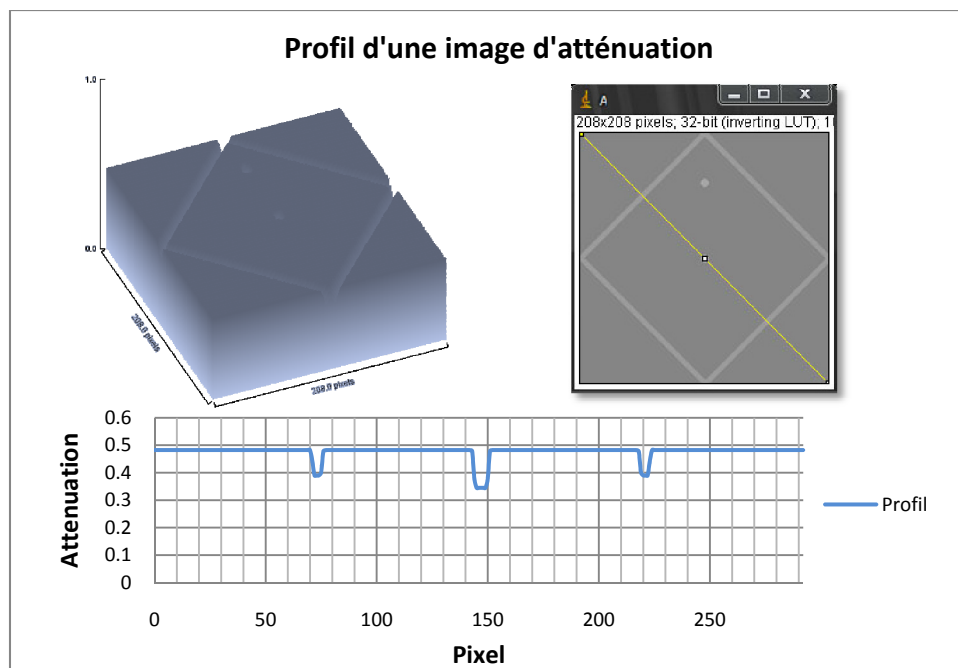 Profil d'une image d'atténuation
1.0
0.0
208.0 pixels
208.0 pixels
A
X
208x208 pixels; 32-bit (inverting LUT);
0.6
0.5
0.4
0.3
0.2
0.1
0
Attenuation
0 50 100 150 200 250
Pixel
Profil